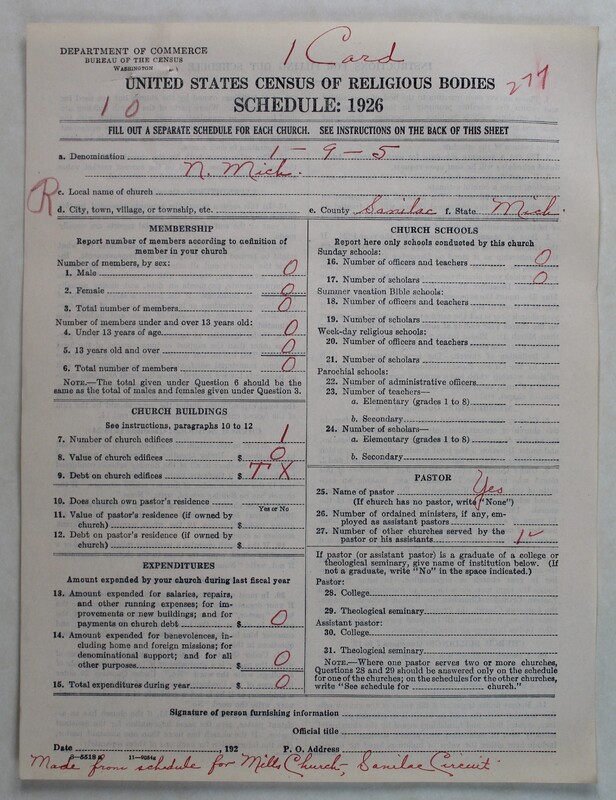 1 Card
DEPARTMENT OF COMMERCE
BUREAU OF THE CENSUS
WASHINGTON
UNITED STATES CENSUS OF RELIGIOUS BODIES
277
1 0
SCHEDULE: 1926
FILL OUT A SEPARATE SCHEDULE FOR EACH CHURCH. SEE INSTRUCTIONS ON THE BACK OF THIS SHEET
a. Denomination 1 - 9 - 5
N. Mich.
R
c. Local name of church
d. City, town, village, or township, etc. e. County Sanilac f. State Mich.
MEMBERSHIP
Report number of members according to definition of
member in your church
Number of members, by sex:
1. Male 0
2. Female 0
3. Total number of members 0
Number of members under and over 13 years old:
4. Under 13 years of age 0
5. 13 years old and over 0
6. Total number of members 0
NOTE.—The total given under Question 6 should be the
same as the total of males and females given under Question 3.
CHURCH BUILDINGS
See instructions, paragraphs 10 to 12
7. Number of church edifices 1
8. Value of church edifices $ 0
9. Debt on church edifices $ T X
10. Does church own pastor's residence
Yes or No
11. Value of pastor's residence (if owned by
church) $
12. Debt on pastor's residence (if owned by
church) $
EXPENDITURES
Amount expended by your church during last fiscal year
13. Amount expended for salaries, repairs,
and other running expenses; for im-
provements or new buildings; and for
payments on church debt $ 0
14. Amount expended for benevolences, in-
cluding home and foreign missions; for
denominational support; and for all
other purposes $ 0
15. Total expenditures during year $ 0
CHURCH SCHOOLS
Report here only schools conducted by this church
Sunday schools:
16. Number of officers and teachers 0
17. Number of scholars 0
Summer vacation Bible schools:
18. Number of officers and teachers
19. Number of scholars
Week-day religious schools:
20. Number of officers and teachers
21. Number of scholars
Parochial schools:
22. Number of administrative officers
23. Number of teachers—
a. Elementary (grades 1 to 8)
b. Secondary
24. Number of scholars—
a. Elementary (grades 1 to 8)
b. Secondary
PASTOR
25. Name of pastor Yes
(If church has no pastor, write "None")
26. Number of ordained ministers, if any, em-
ployed as assistant pastors
27. Number of other churches served by the
pastor or his assistants 1
If pastor (or assistant pastor) is a graduate of a college or
theological seminary, give name of institution below. (If
not a graduate, write "No" in the space indicated.)
Pastor:
28. College
29. Theological seminary
Assistant pastor:
30. College
31. Theological seminary
NOTE.—Where one pastor serves two or more churches,
Questions 28 and 29 should be answered only on the schedule
for one of the churches; on the schedules for the other churches,
write "See schedule for church."
Signature of person furnishing information
Official title
Date , 192 P. O. Address
8-5518 a 11-9054g
Made from schedule for Mills Church, Sanilac Circuit